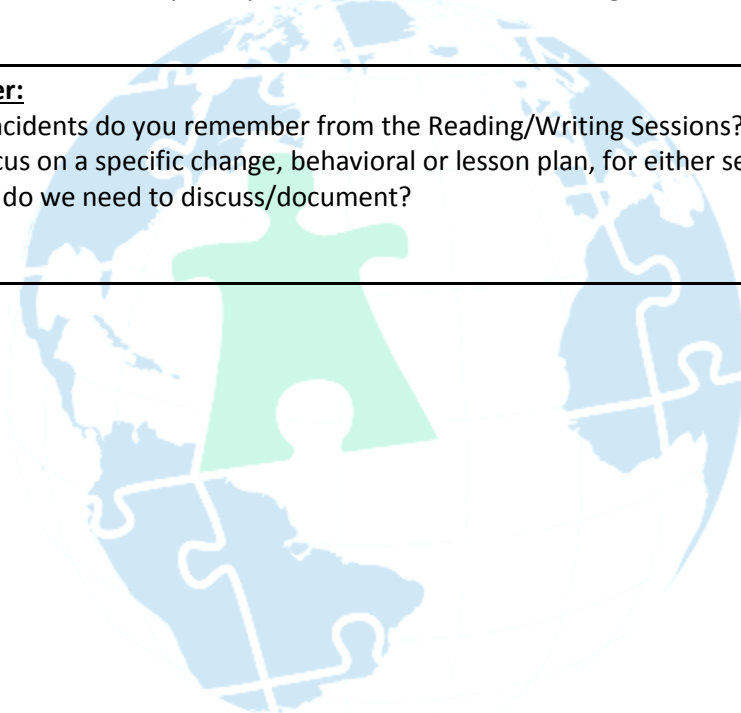 er:
ncidents do you remember from the Reading/Writing Sessions?
cus on a specific change, behavioral or lesson plan, for either se
do we need to discuss/document?